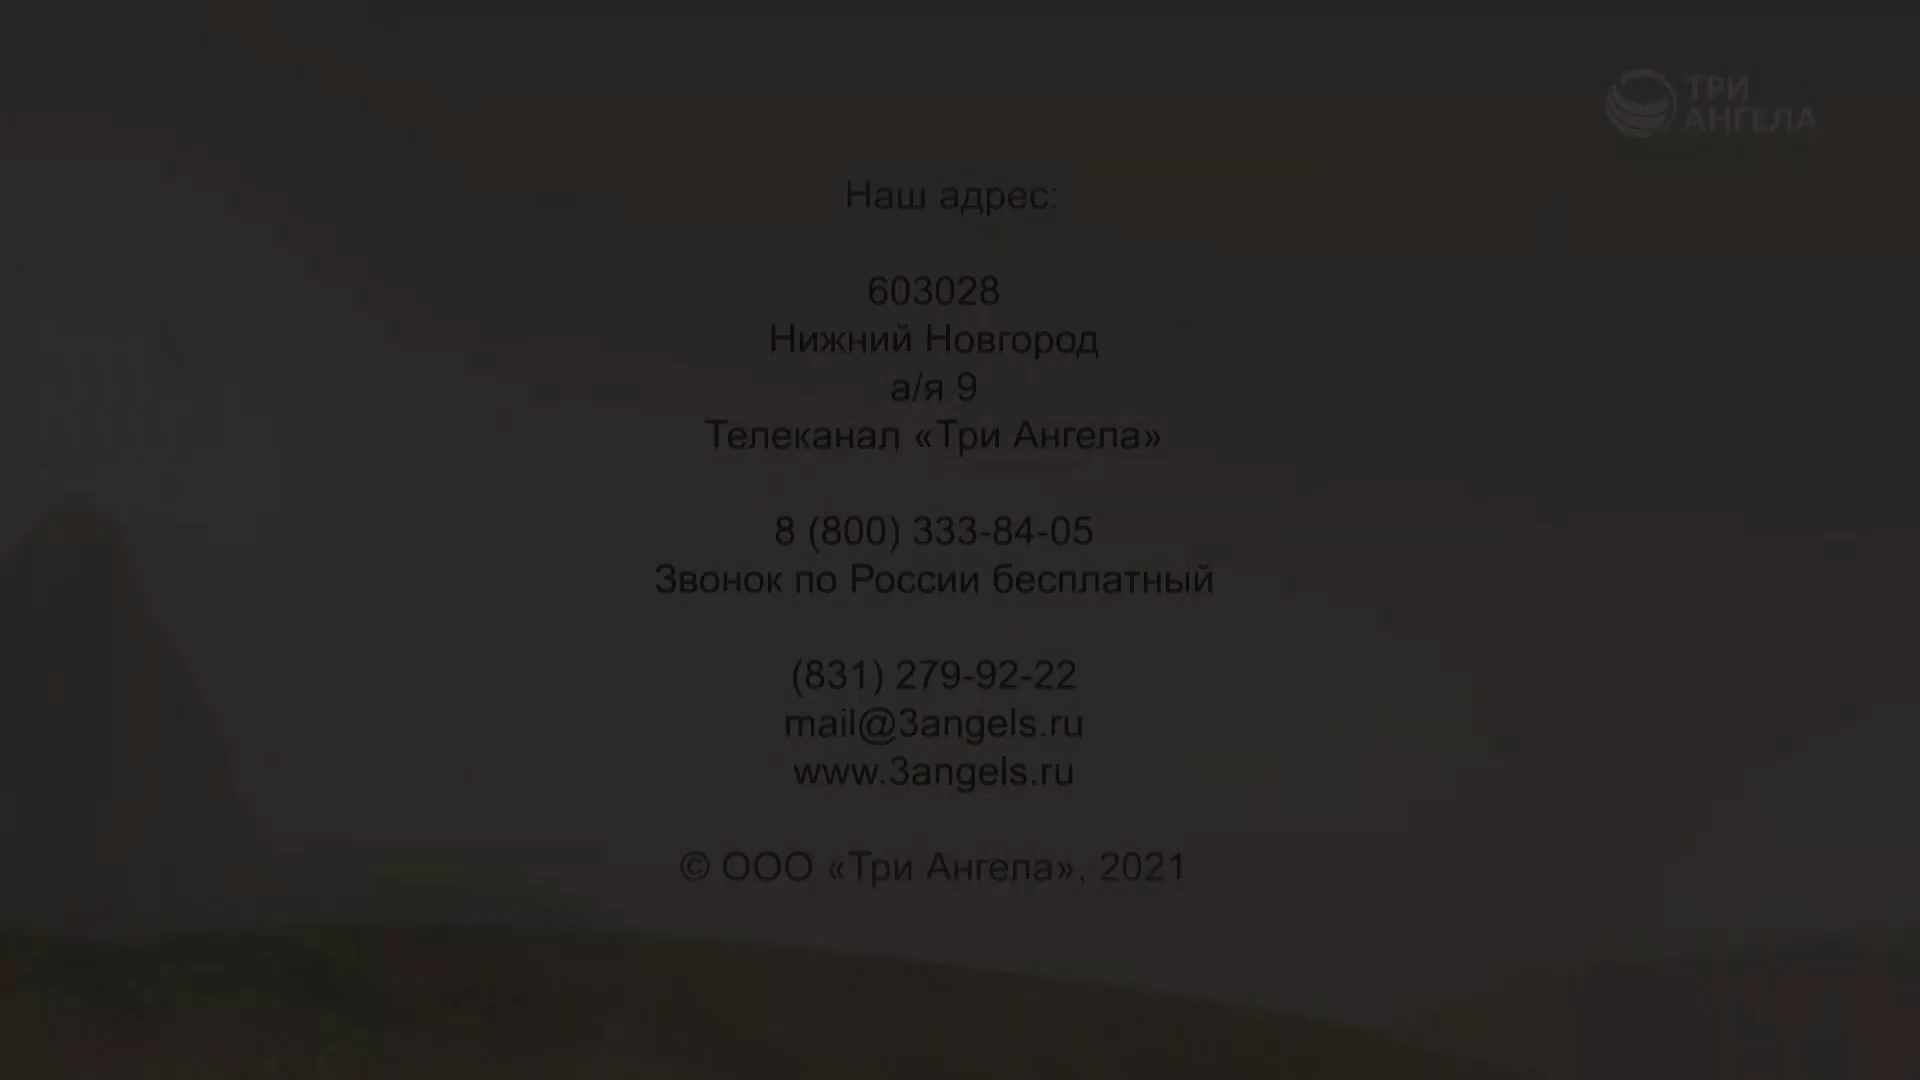 ТРИ
АНГЕЛА
Наш адрес:
603028
Нижний Новгород
а/я 9
Телеканал «Три Ангела»
8 (800) 333-84-05
Звонок по России бесплатный
(831) 279-92-22
mail@3angels.ru
www.3angels.ru
© ООО «Три Ангела», 2021